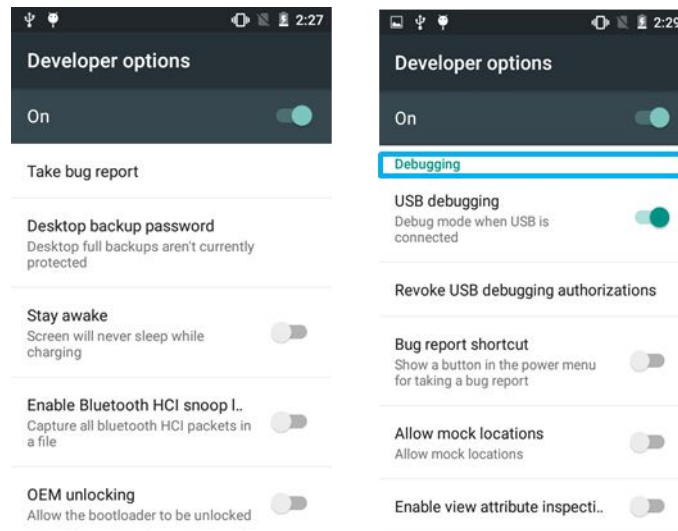 2:27
Developer options
On
Take bug report
Desktop backup password
Desktop full backups aren't currently
protected
Stay awake
Screen will never sleep while
charging
Enable Bluetooth HCI snoop l..
Capture all bluetooth HCI packets in
a file
OEM unlocking
Allow the bootloader to be unlocked
2:29
Developer options
On
Debugging
USB debugging
Debug mode when USB is
connected
Revoke USB debugging authorizations
Bug report shortcut
Show a button in the power menu
for taking a bug report
Allow mock locations
Allow mock locations
Enable view attribute inspecti..